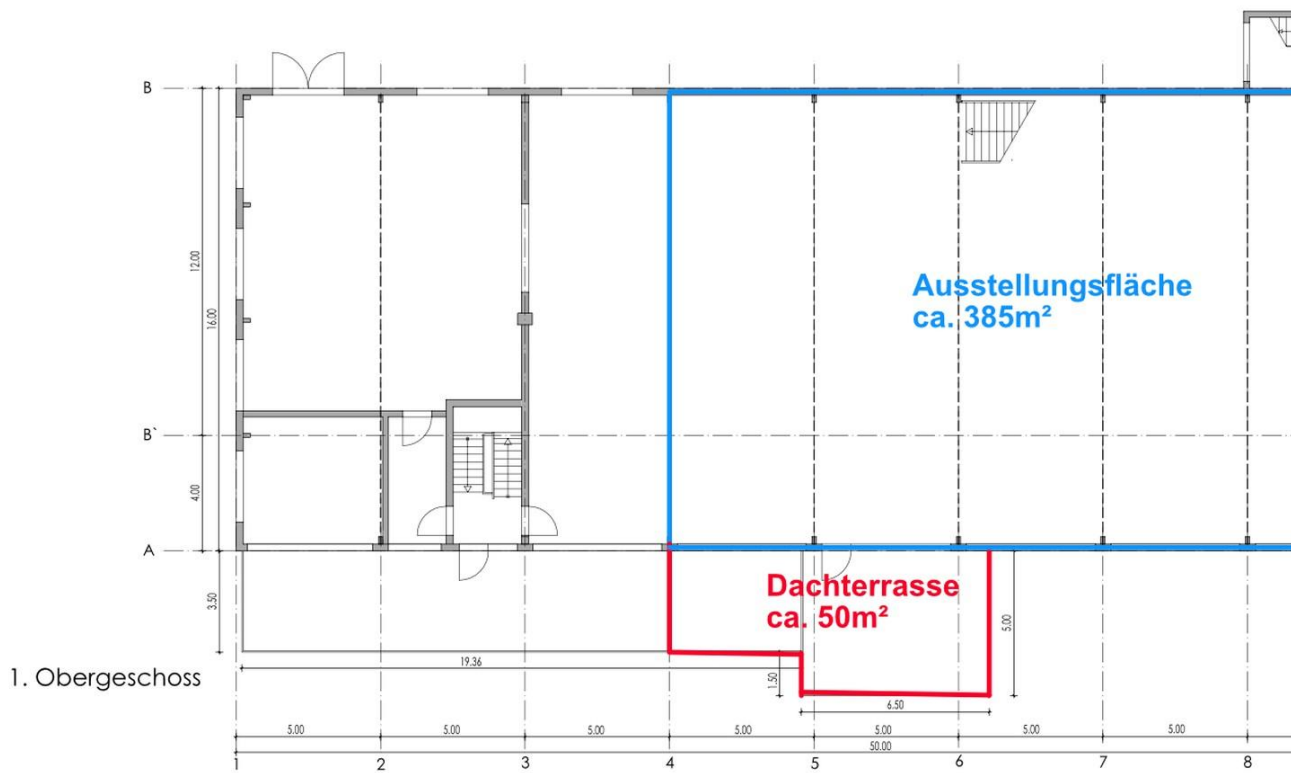 B
12.00
16.00
Ausstellungsfläche
ca. 385m²
B`
4.00
A
3.50
Dachterrasse
ca. 50m²
5.00
19.36
1. Obergeschoss
1.50
6.50
5.00 5.00 5.00 5.00 5.00 5.00 5.00
50.00
1 2 3 4 5 6 7 8